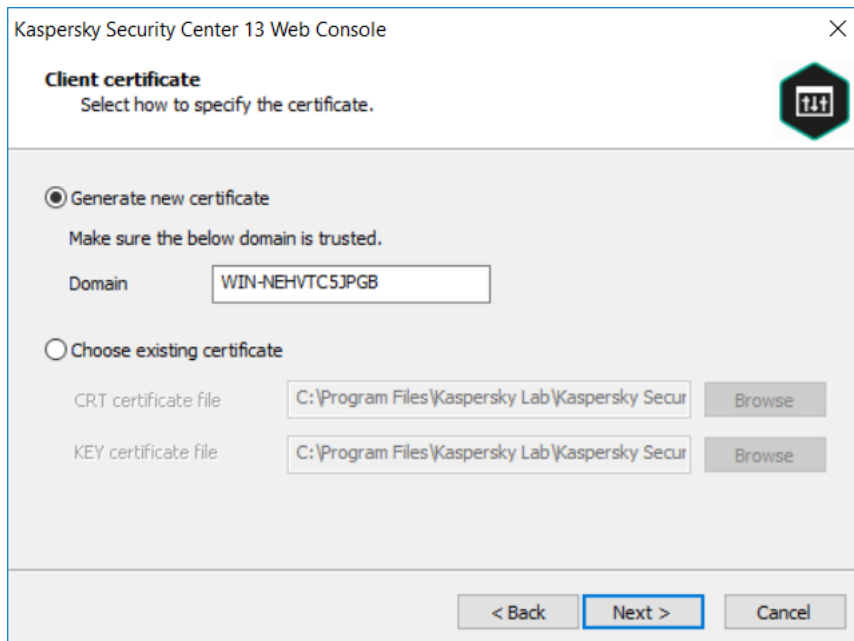 Kaspersky Security Center 13 Web Console
Client certificate
Select how to specify the certificate.
Generate new certificate
Make sure the below domain is trusted.
Domain WIN-NEHVTC5JPGB
Choose existing certificate
CRT certificate file C:\Program Files\Kaspersky Lab\Kaspersky Secur Browse
KEY certificate file C:\Program Files\Kaspersky Lab\Kaspersky Secur Browse
< Back Next > Cancel